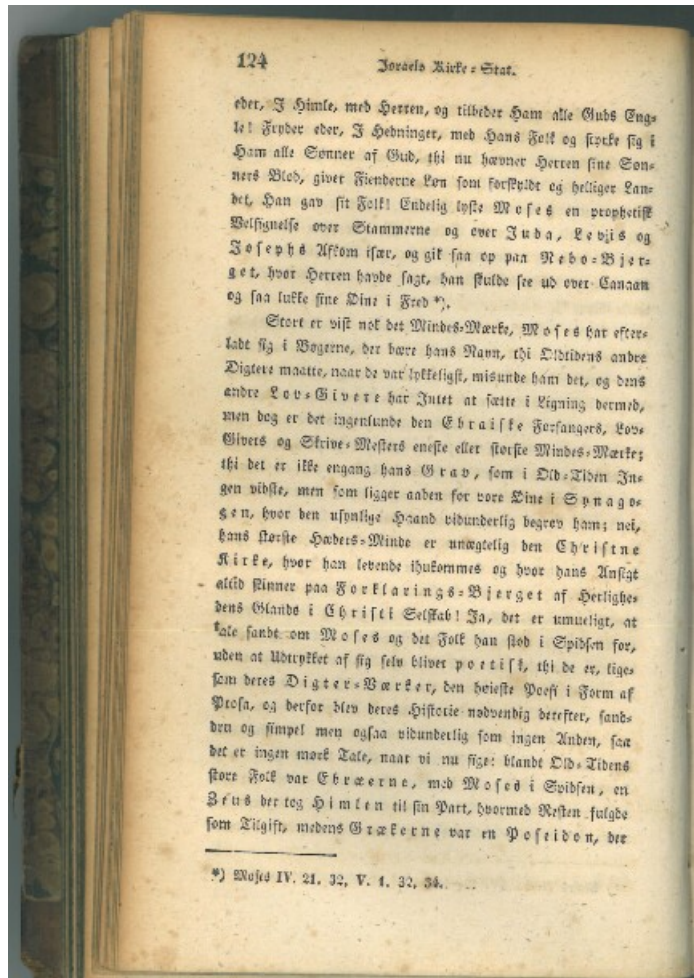 124
Israels Kirke-Stat.
eder, I Himle, med Herren, og tilbeder Ham alle Guds Eng-
le! Fryder eder, I Hedninger, med Hans Folk og styrke sig i
Ham alle Sønner af Gud, thi nu hævner Herren sine Søn-
ners Blod, giver Fienderne Løn som forskyldt og helliger Lan-
det, Han gav sit Folk! Endelig lyste Moses en prophetisk
Velsignelse over Stammerne og over Juda, Levjis og
Josephs Afkom især, og gik saa op paa Nebo-Bjer-
get, hvor Herren havde sagt, han skulde see ud over Canaan
og saa lukke sine Øine i Fred *).
Stort er vist nok det Mindes-Mærke, Moses har efter-
ladt sig i Bøgerne, der bære hans Navn, thi Oldtidens andre
Digtere maatte, naar de var lykkeligst, misunde ham det, og dens
andre Lov-Givere har Intet at sætte i Ligning dermed,
men dog er det ingenlunde den Ebraiske Forfangers, Lov-
Givers og Skrive-Mesters eneste eller største Mindes-Mærke;
thi det er ikke engang hans Grav, som i Old-Tiden In-
gen vidste, men som ligger aaben for vore Øine i Synago-
gen, hvor den usynlige Haand vidunderlig begrov ham; nei,
hans største Hæders-Minde er unægtelig den Christne
Kirke, hvor han levende ihukommes og hvor hans Ansigt
altid skinner paa Forklarings-Bjerget af Herlighe-
dens Glands i Christi Selskab! Ja, det er umueligt, at
tale sandt om Moses og det Folk han stod i Spidsen for,
uden at Udtrykket af sig selv bliver poetisk, thi de er, lige-
som deres Digter-Værker, den høieste Poesi i Form af
Prosa, og derfor blev deres Historie nødvendig derefter, sand-
dru og simpel men ogsaa vidunderlig som ingen Anden, saa
det er ingen mørk Tale, naar vi nu sige: blandt Old-Tidens
store Folk var Ebræerne, med Moses i Spidsen, en
Zeus der tog Himlen til sin Part, hvormed Resten fulgde
som Tilgift, medens Grækerne var en Poseidon, der
*) Moses IV. 21. 32, V. 1. 32, 34.